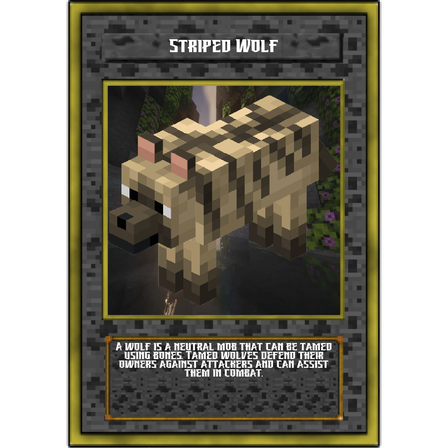 STRIPED WOLF
A WOLF IS A NEUTRAL MOB THAT CAN BE TAMED
USING BONES. TAMED WOLVES DEFEND THEIR
OWNERS AGAINST ATTACKERS AND CAN ASSIST
THEM IN COMBAT.